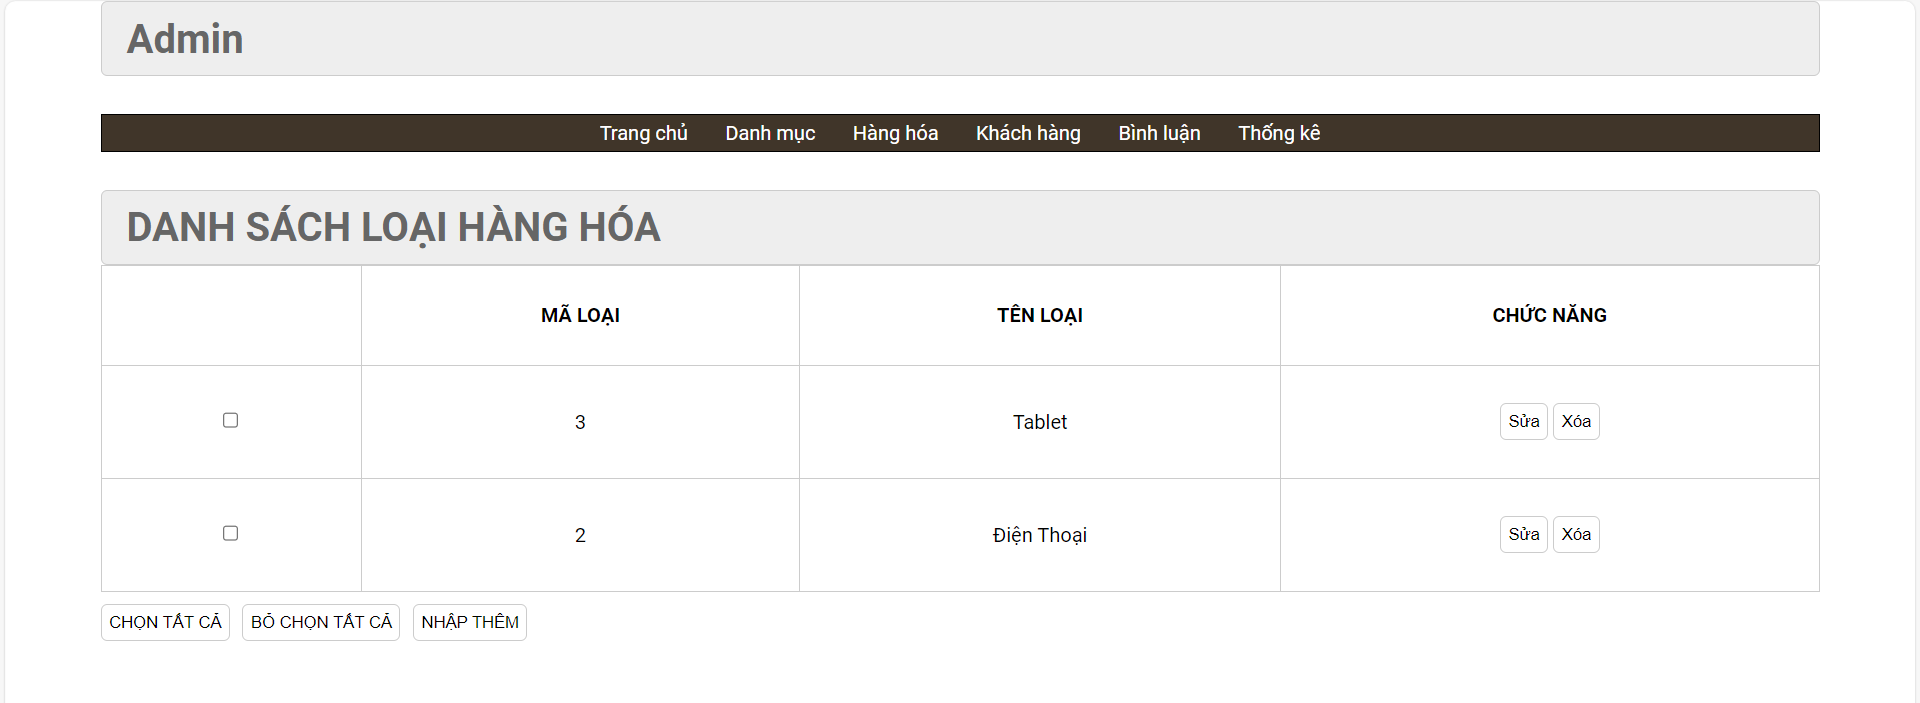 Admin
Trang chủ Danh mục Hàng hóa Khách hàng Bình luận Thống kê
DANH SÁCH LOẠI HÀNG HÓA
MÃ LOẠI TÊN LOẠI CHỨC NĂNG
3 Tablet Sửa Xóa
2 Điện Thoại Sửa Xóa
CHỌN TẤT CẢ BỎ CHỌN TẤT CẢ NHẬP THÊM